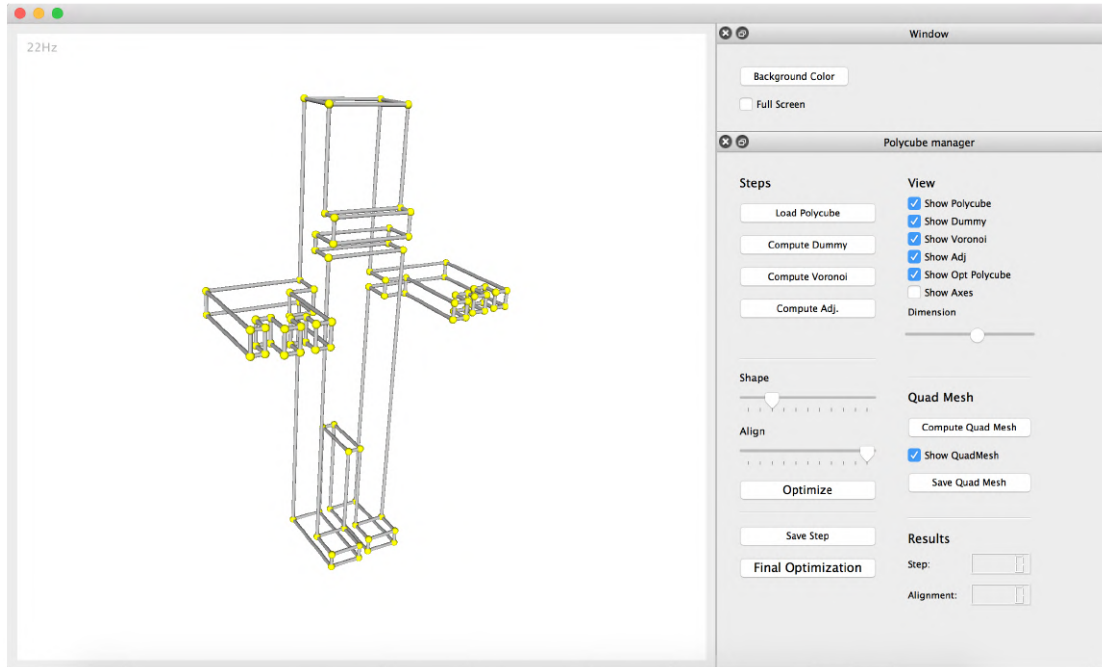 22Hz
Window
Background Color
Full Screen
Polycube manager
Steps
Load Polycube
Compute Dummy
Compute Voronoi
Compute Adj.
View
Show Polycube
Show Dummy
Show Voronoi
Show Adj
Show Opt Polycube
Show Axes
Dimension
Shape
Align
Optimize
Save Step
Final Optimization
Quad Mesh
Compute Quad Mesh
Show QuadMesh
Save Quad Mesh
Results
Step:
Alignment: